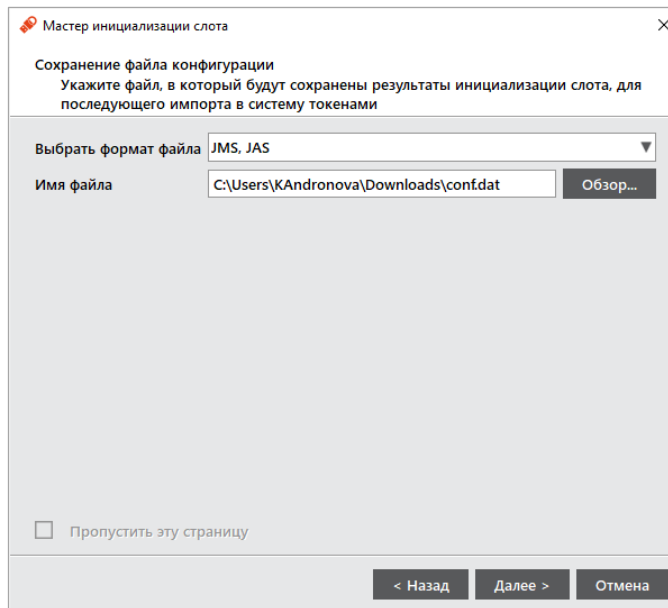 Мастер инициализации слота
Сохранение файла конфигурации
Укажите файл, в который будут сохранены результаты инициализации слота, для
последующего импорта в систему токенами
Выбрать формат файла JMS, JAS
Имя файла C:\Users\KAndronova\Downloads\conf.dat Обзор...
Пропустить эту страницу
< Назад Далее > Отмена